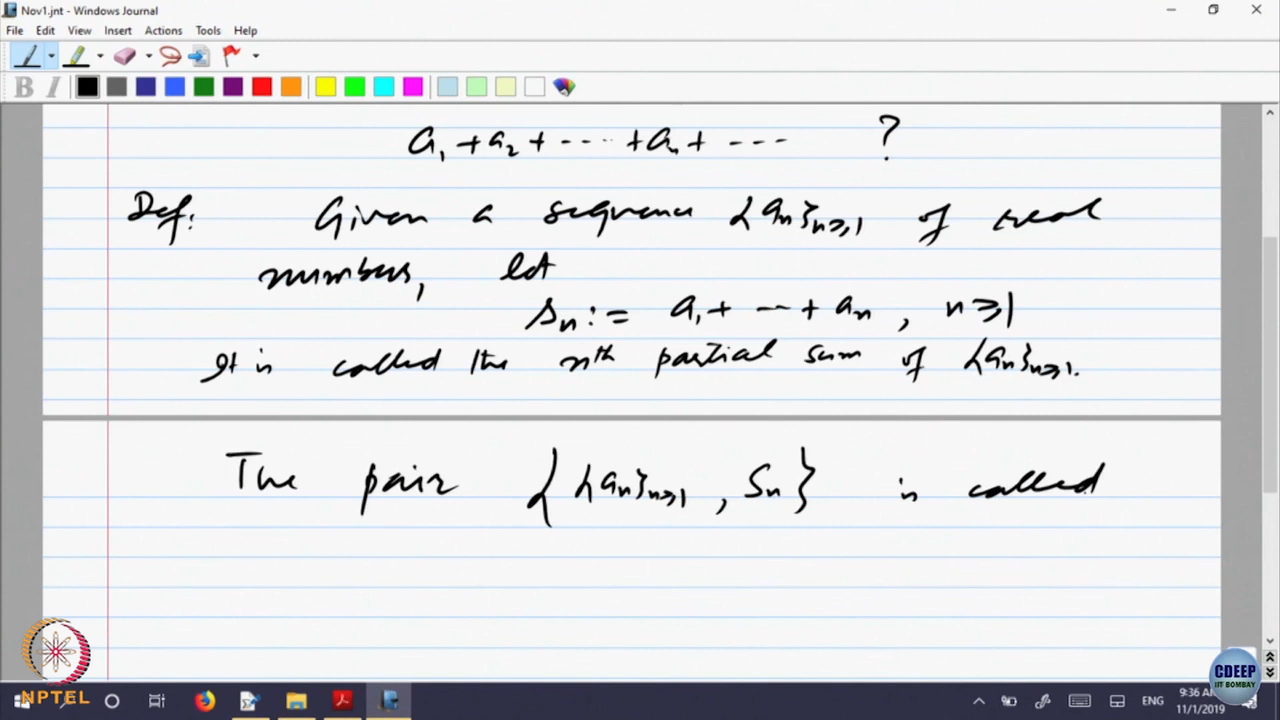 Nov1.jnt - Windows Journal
File Edit View Insert Actions Tools Help
B I
a₁ + a₂ + ---- + aₙ + --- ?
Def: Given a sequence {aₙ}ₙ≥₁ of real
numbers, let
sₙ := a₁ + --- + aₙ , n ≥ 1
It is called the nth partial sum of {aₙ}ₙ≥₁.
The pair { {aₙ}ₙ≥₁ , Sₙ } is called
NPTEL
CDEEP
IIT BOMBAY
ENG
9:36 AM
11/1/2019